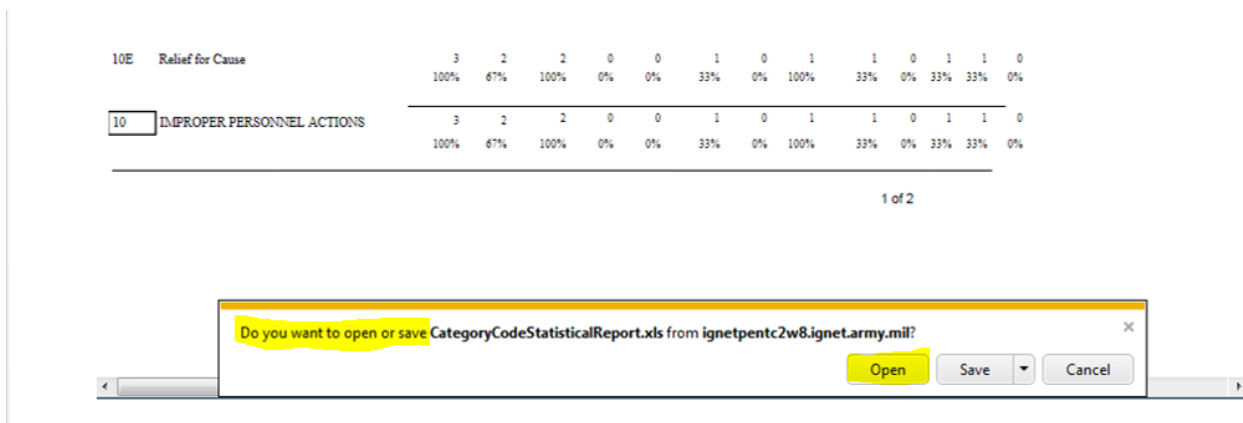 10E Relief for Cause 3 2 2 0 0 1 0 1 1 0 1 1 0
100% 67% 100% 0% 0% 33% 0% 100% 33% 0% 33% 33% 0%
10 IMPROPER PERSONNEL ACTIONS 3 2 2 0 0 1 0 1 1 0 1 1 0
100% 67% 100% 0% 0% 33% 0% 100% 33% 0% 33% 33% 0%
1 of 2
Do you want to open or save CategoryCodeStatisticalReport.xls from ignetpentc2w8.ignet.army.mil?
Open Save Cancel